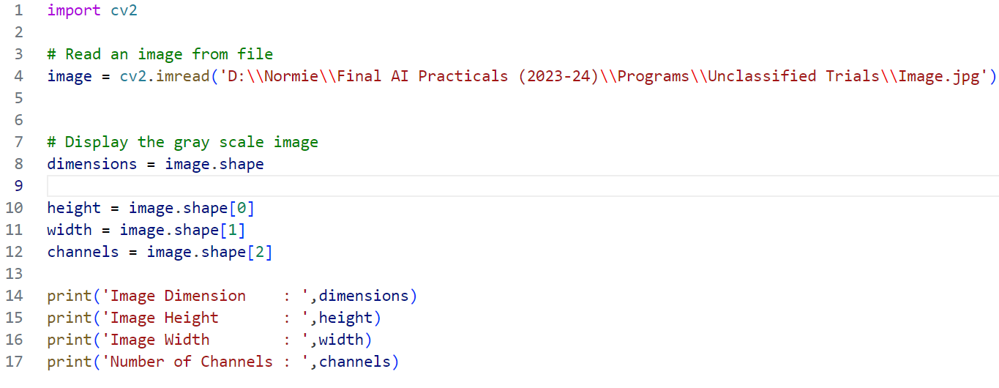 1 import cv2
2
3 # Read an image from file
4 image = cv2.imread('D:\\Normie\\Final AI Practicals (2023-24)\\Programs\\Unclassified Trials\\Image.jpg')
5
6
7 # Display the gray scale image
8 dimensions = image.shape
9
10 height = image.shape[0]
11 width = image.shape[1]
12 channels = image.shape[2]
13
14 print('Image Dimension    : ',dimensions)
15 print('Image Height       : ',height)
16 print('Image Width        : ',width)
17 print('Number of Channels : ',channels)